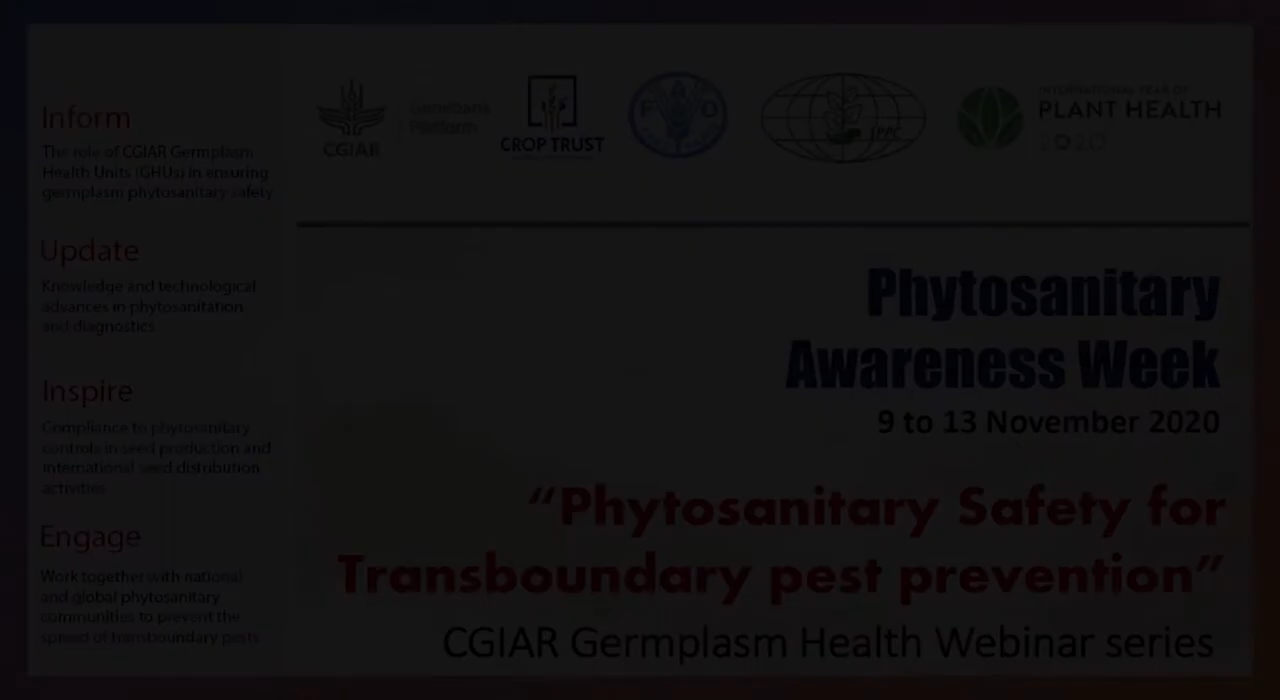 Inform
The role of CGIAR Germplasm
Health Units (GHUs) in ensuring
germplasm phytosanitary safety
Update
Knowledge and technological
advances in phytosanitation
and diagnostics
Inspire
Compliance to phytosanitary
controls in seed production and
international seed distribution
activities
Engage
Work together with national
and global phytosanitary
communities to prevent the
spread of transboundary pests
CGIAR
Genebank
Platform
CROP TRUST
F O
IPPC
INTERNATIONAL YEAR OF
PLANT HEALTH
2020
Phytosanitary
Awareness Week
9 to 13 November 2020
“Phytosanitary Safety for
Transboundary pest prevention”
CGIAR Germplasm Health Webinar series